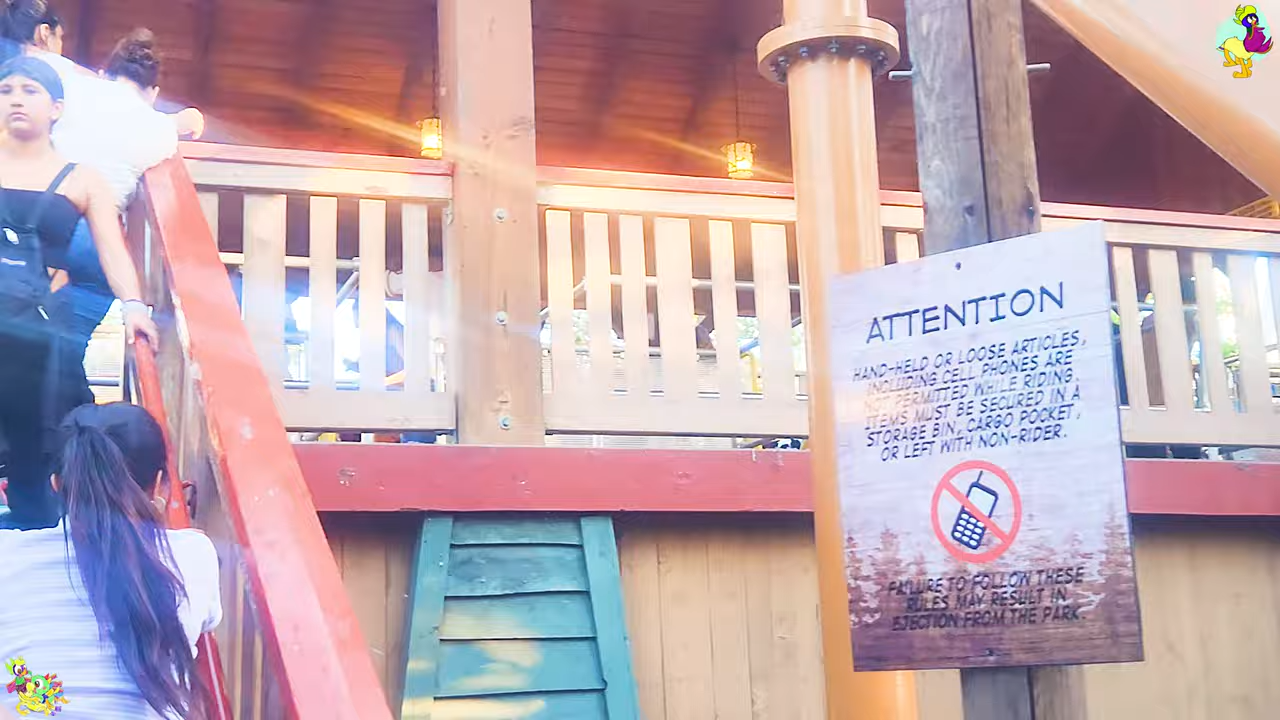 ATTENTION
HAND-HELD OR LOOSE ARTICLES,
INCLUDING CELL PHONES ARE
NOT PERMITTED WHILE RIDING.
ITEMS MUST BE SECURED IN A
STORAGE BIN, CARGO POCKET,
OR LEFT WITH NON-RIDER.
FAILURE TO FOLLOW THESE
RULES MAY RESULT IN
EJECTION FROM THE PARK.